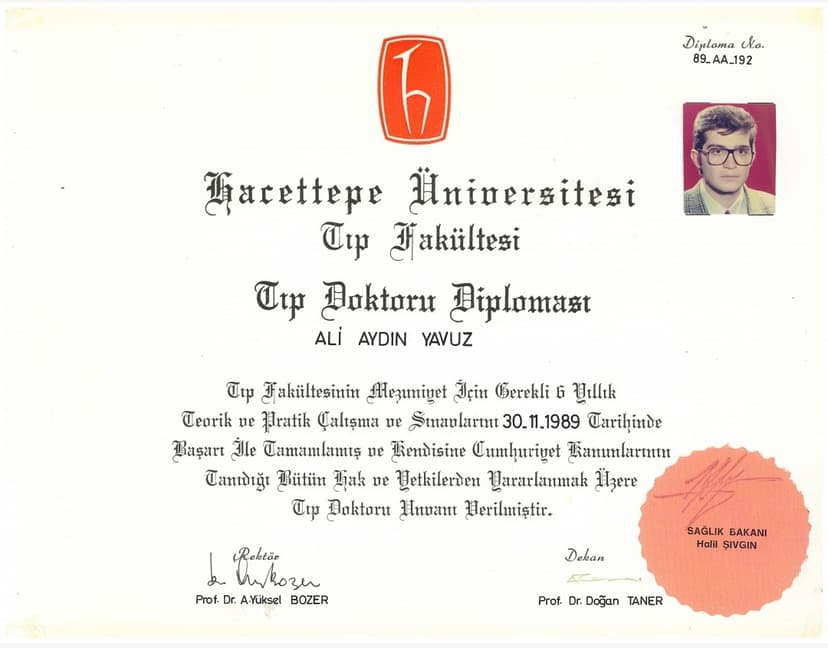 Diploma No.
89_AA_192
Hacettepe Üniversitesi
Tıp Fakültesi
Tıp Doktoru Diploması
ALİ AYDIN YAVUZ
Tıp Fakültesinin Mezuniyet İçin Gerekli 6 Yıllık
Teorik ve Pratik Çalışma ve Sınavlarını 30_11_1989 Tarihinde
Başarı İle Tamamlamış ve Kendisine Cumhuriyet Kanunlarının
Tanıdığı Bütün Hak ve Yetkilerden Yararlanmak Üzere
Tıp Doktoru Unvanı Verilmiştir.
SAĞLIK BAKANI
Halil ŞIVGIN
Rektör
Prof. Dr. A.Yüksel BOZER
Dekan
Prof. Dr. Doğan TANER